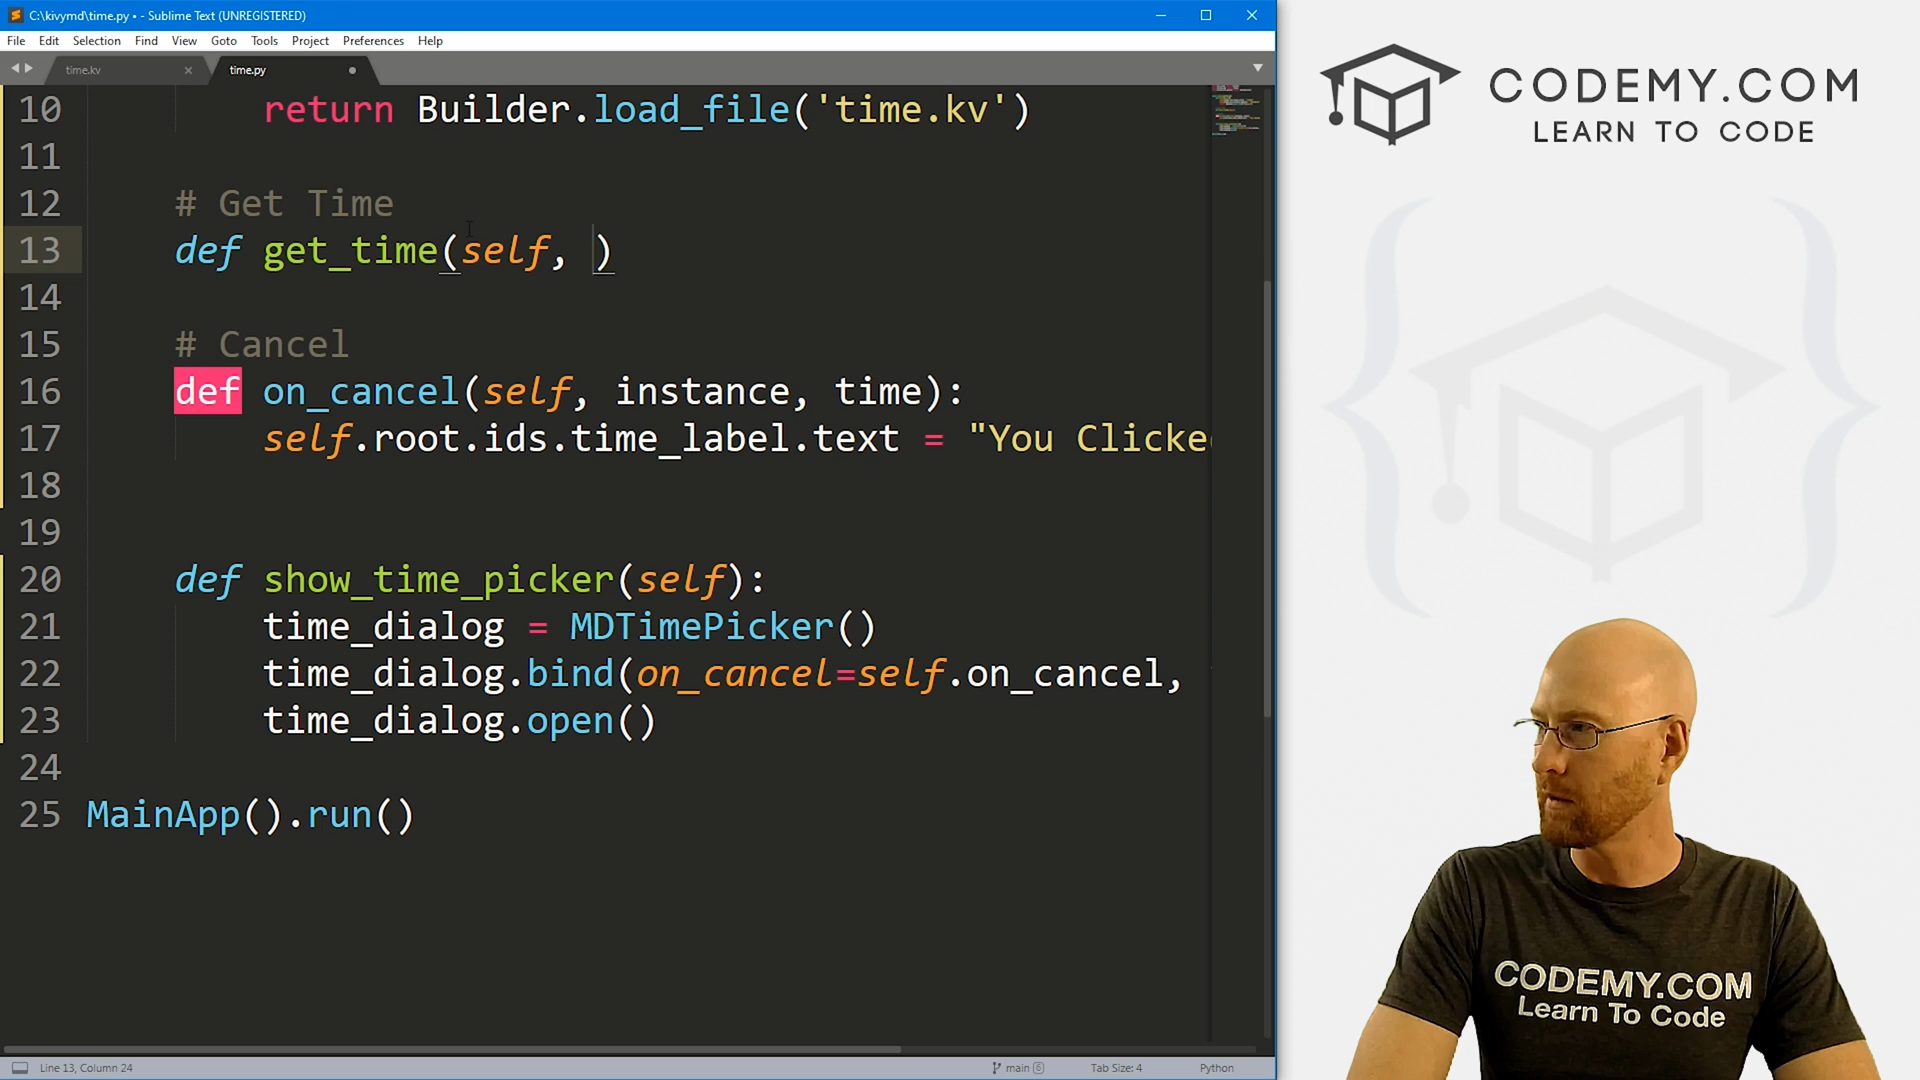 C:\kivymd\time.py • - Sublime Text (UNREGISTERED)
File Edit Selection Find View Goto Tools Project Preferences Help
time.kv
time.py
10 return Builder.load_file('time.kv')
11
12 # Get Time
13 def get_time(self, )
14
15 # Cancel
16 def on_cancel(self, instance, time):
17 self.root.ids.time_label.text = "You Clicke
18
19
20 def show_time_picker(self):
21 time_dialog = MDTimePicker()
22 time_dialog.bind(on_cancel=self.on_cancel,
23 time_dialog.open()
24
25 MainApp().run()
Line 13, Column 24
main 6
Tab Size: 4
Python
CODEMY.COM
LEARN TO CODE
CODEMY.COM
Learn To Code